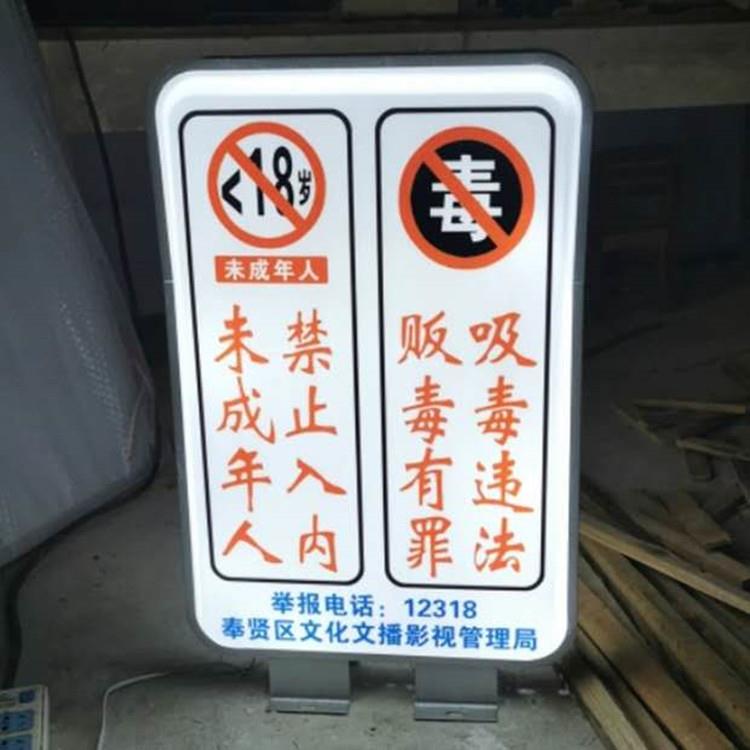 <18岁
未成年人
未成年人
禁止入内
毒
吸毒违法
贩毒有罪
举报电话：12318
奉贤区文化文播影视管理局